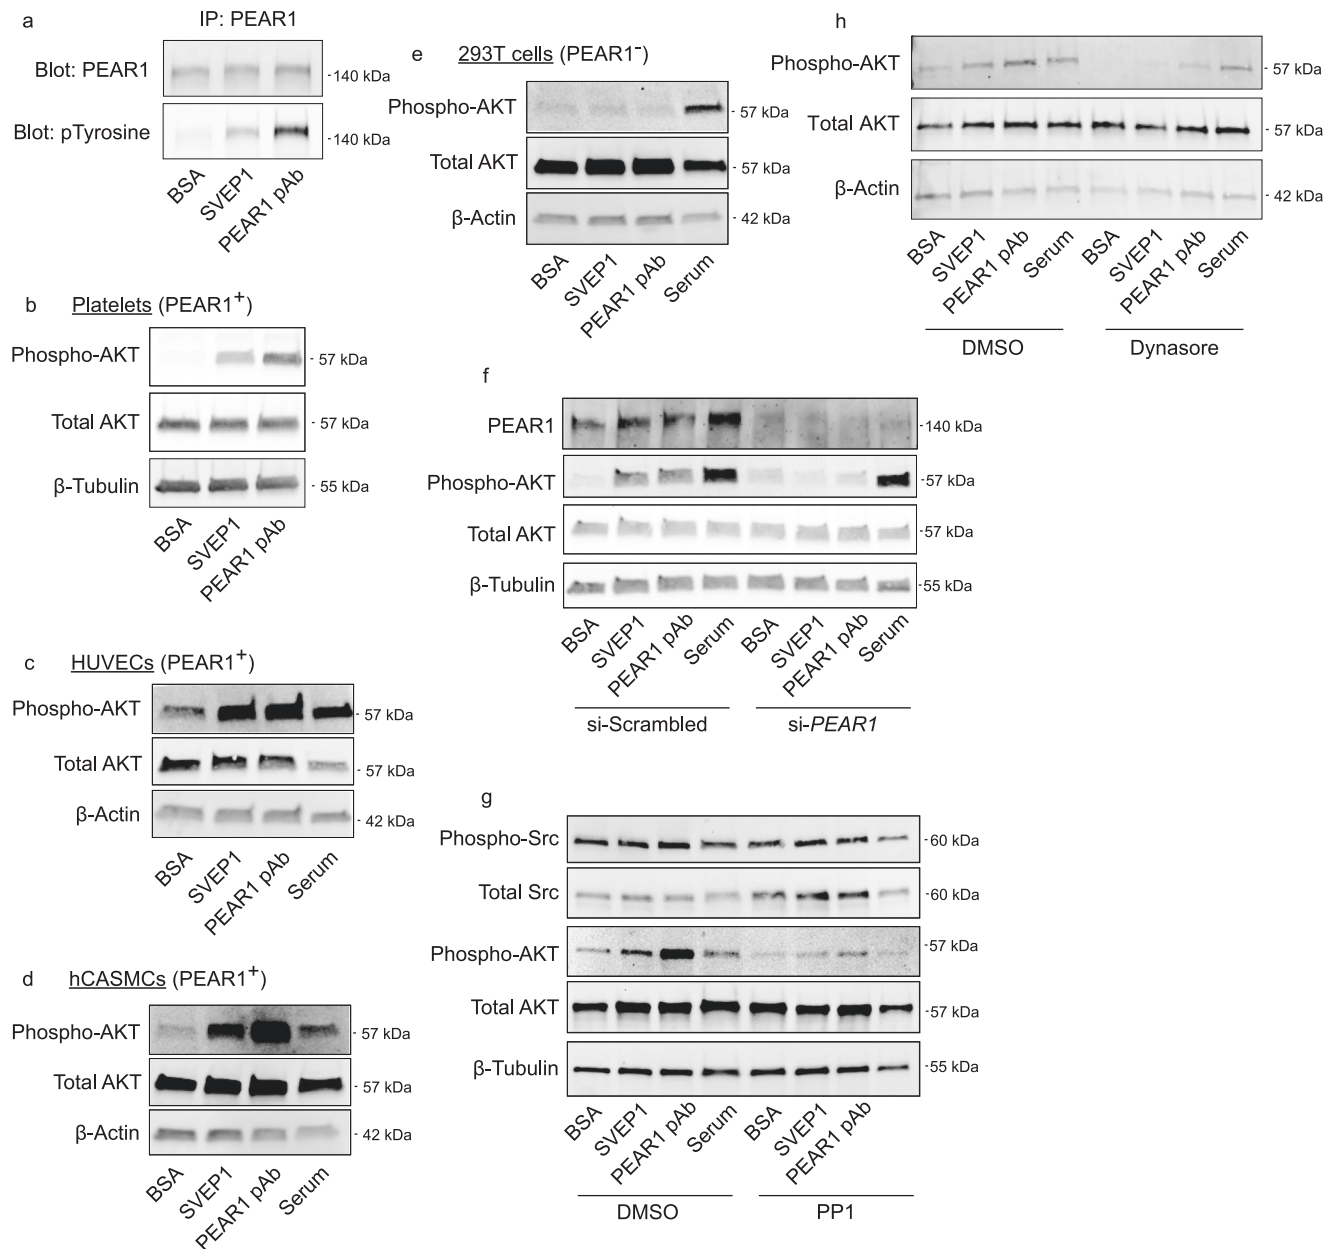 a
IP: PEAR1
Blot: PEAR1
-140 kDa
Blot: pTyrosine
-140 kDa
BSA
SVEP1
PEAR1 pAb
b Platelets (PEAR1+)
Phospho-AKT
- 57 kDa
Total AKT
- 57 kDa
β-Tubulin
- 55 kDa
BSA
SVEP1
PEAR1 pAb
c HUVECs (PEAR1+)
Phospho-AKT
- 57 kDa
Total AKT
- 57 kDa
β-Actin
- 42 kDa
BSA
SVEP1
PEAR1 pAb
Serum
d hCASMCs (PEAR1+)
Phospho-AKT
- 57 kDa
Total AKT
- 57 kDa
β-Actin
- 42 kDa
BSA
SVEP1
PEAR1 pAb
Serum
e 293T cells (PEAR1-)
Phospho-AKT
- 57 kDa
Total AKT
- 57 kDa
β-Actin
- 42 kDa
BSA
SVEP1
PEAR1 pAb
Serum
f
PEAR1
-140 kDa
Phospho-AKT
-57 kDa
Total AKT
-57 kDa
β-Tubulin
-55 kDa
BSA
SVEP1
PEAR1 pAb
Serum
BSA
SVEP1
PEAR1 pAb
Serum
si-Scrambled
si-PEAR1
g
Phospho-Src
-60 kDa
Total Src
-60 kDa
Phospho-AKT
-57 kDa
Total AKT
-57 kDa
β-Tubulin
-55 kDa
BSA
SVEP1
PEAR1 pAb
Serum
BSA
SVEP1
PEAR1 pAb
DMSO
PP1
h
Phospho-AKT
- 57 kDa
Total AKT
- 57 kDa
β-Actin
- 42 kDa
BSA
SVEP1
PEAR1 pAb
Serum
BSA
SVEP1
PEAR1 pAb
Serum
DMSO
Dynasore